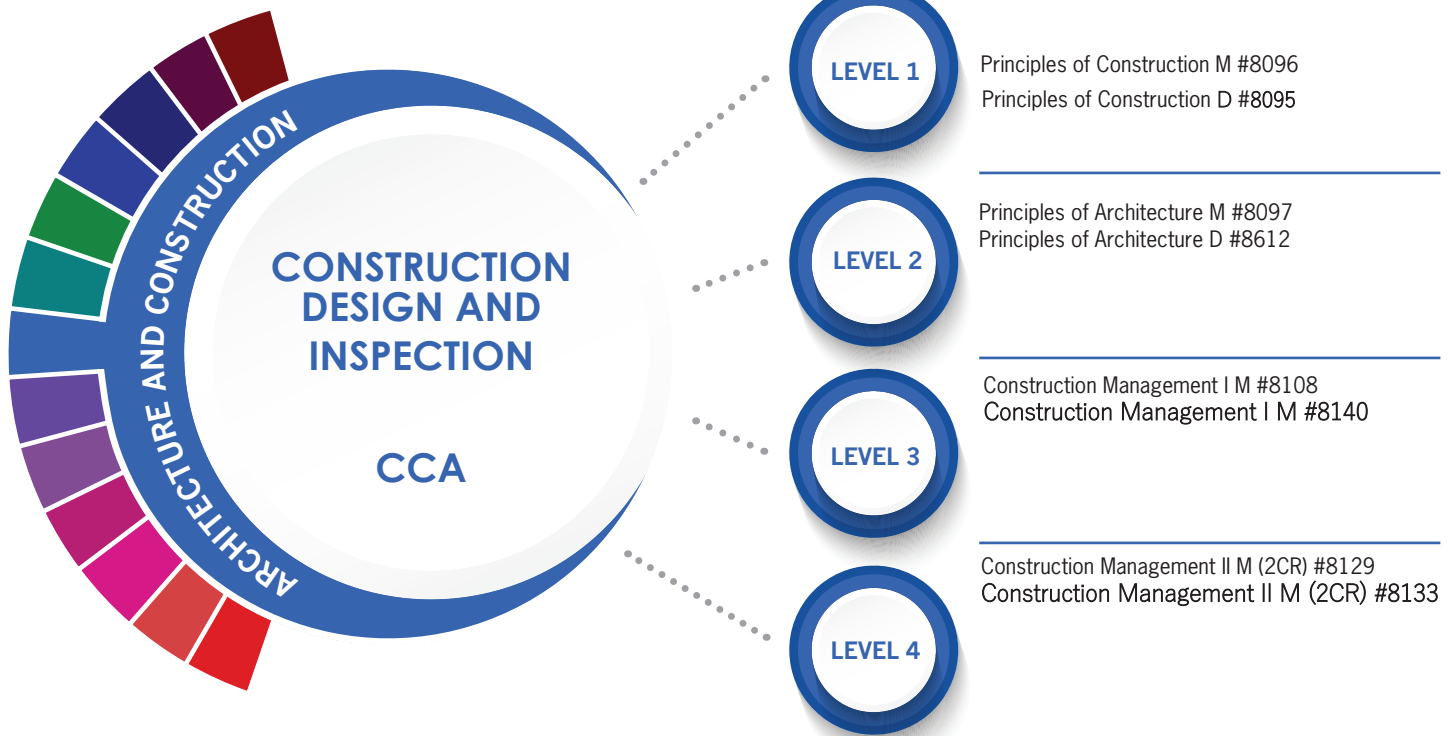 ARCHITECTURE AND CONSTRUCTION
CONSTRUCTION
DESIGN AND
INSPECTION
CCA
LEVEL 1
Principles of Construction M #8096
Principles of Construction D #8095
LEVEL 2
Principles of Architecture M #8097
Principles of Architecture D #8612
LEVEL 3
Construction Management I M #8108
Construction Management I M #8140
LEVEL 4
Construction Management II M (2CR) #8129
Construction Management II M (2CR) #8133